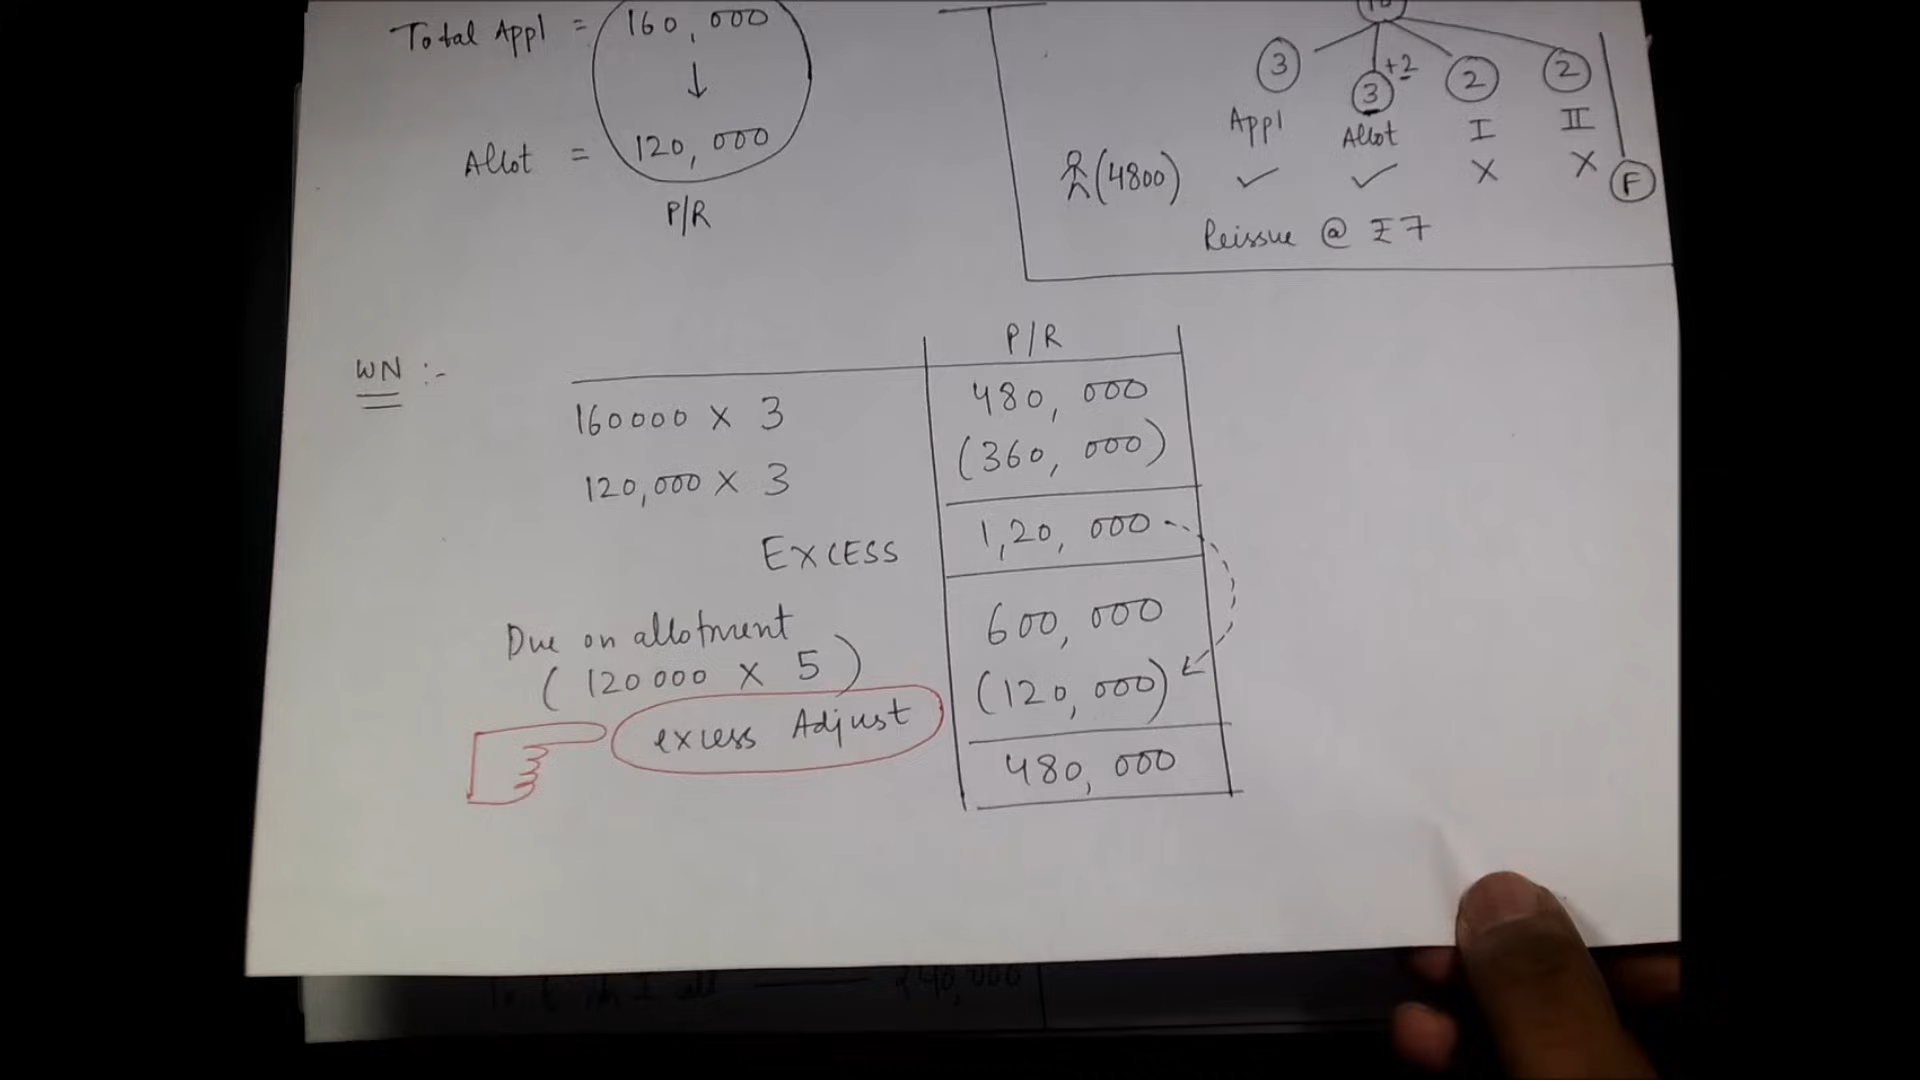 Total Appl = 160,000
Allot = 120,000
P/R
3 3 +2 2 2
Appl Allot I II
(4800) ✓ ✓ X X F
Reissue @ ₹ 7
WN :-
P/R
160000 X 3 480,000
120,000 X 3 (360,000)
EXCESS 1,20,000
Due on allotment 600,000
(120000 X 5)
excess Adjust (120,000)
480,000